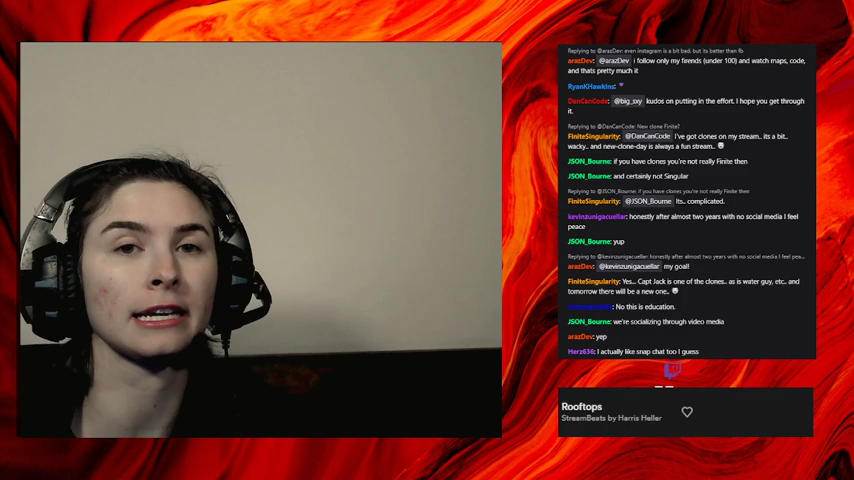 Replying to @arazDev: even instagram is a bit bad, but its batter than fb
arazDev: @arazDev i follow only my firends (under 100) and watch maps, code,
and thats pretty much it
RyanKHawkins:
DanCanCode: @big_sxy kudos on putting in the effort. I hope you get through
it.
Replying to @DanCanCode: New clone Finite?
FiniteSingularity: @DanCanCode I've got clones on my stream.. its a bit..
wacky.. and new-clone-day is always a fun stream..
JSON_Bourne: if you have clones you're not really Finite then
JSON_Bourne: and certainly not Singular
Replying to @JSON_Bourne: if you have clones you're not really Finite then
FiniteSingularity: @JSON_Bourne Its.. complicated.
kevinzunigacuellar: honestly after almost two years with no social media I feel
peace
JSON_Bourne: yup
Replying to @kevinzunigacuellar: honestly after almost two years with no social media I feel pea...
arazDev: @kevinzunigacuellar my goal!
FiniteSingularity: Yes... Capt Jack is one of the clones.. as is water guy, etc.. and
tomorrow there will be a new one..
No this is education.
JSON_Bourne: we're socializing through video media
arazDev: yep
Herz636: I actually like snap chat too I guess
Rooftops
StreamBeats by Harris Heller